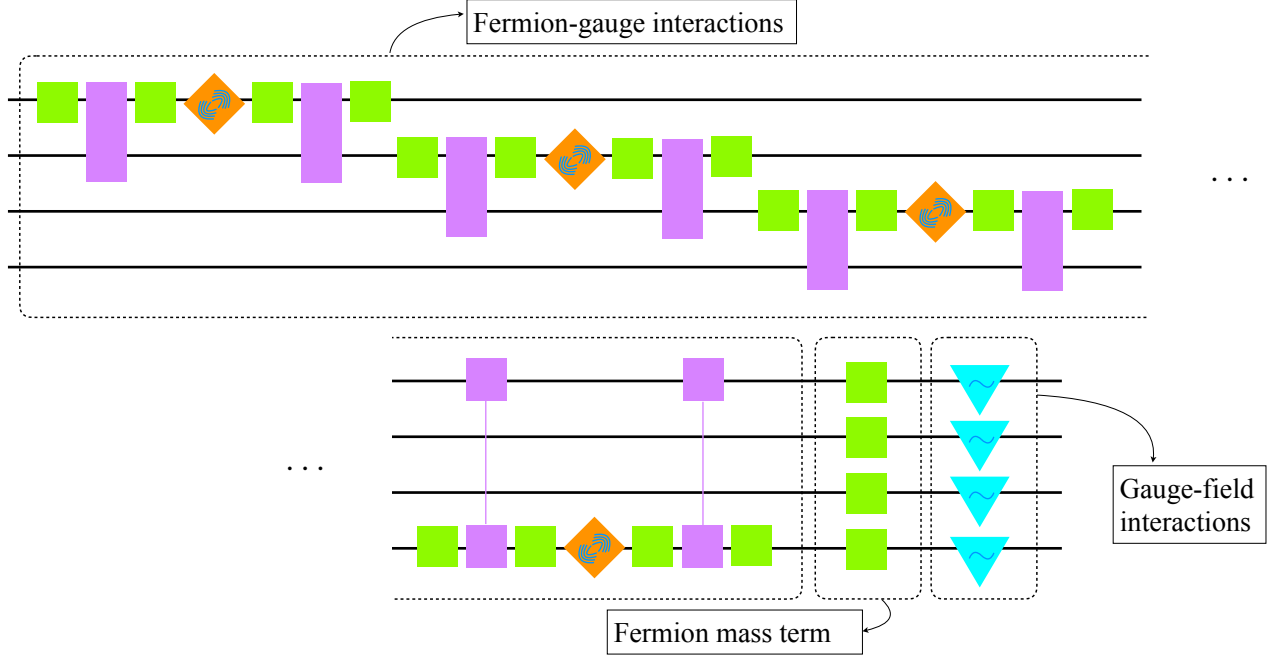 Fermion-gauge interactions
. . .
. . .
Gauge-field
interactions
Fermion mass term